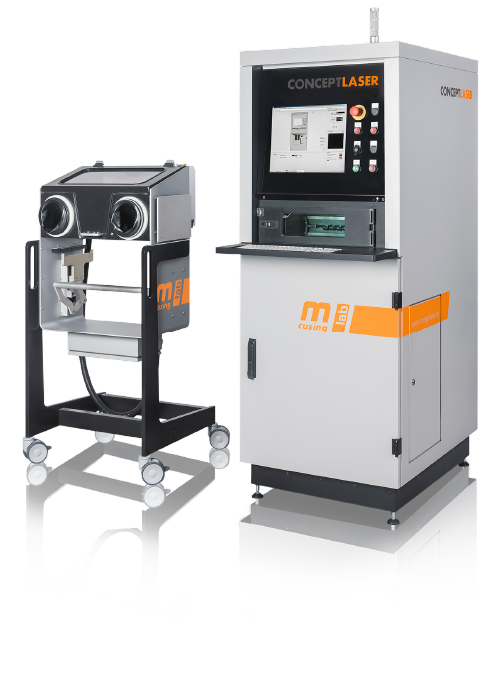 CONCEPTLASER
CONCEPTLASER
m
cusing
lab
m
cusing
lab